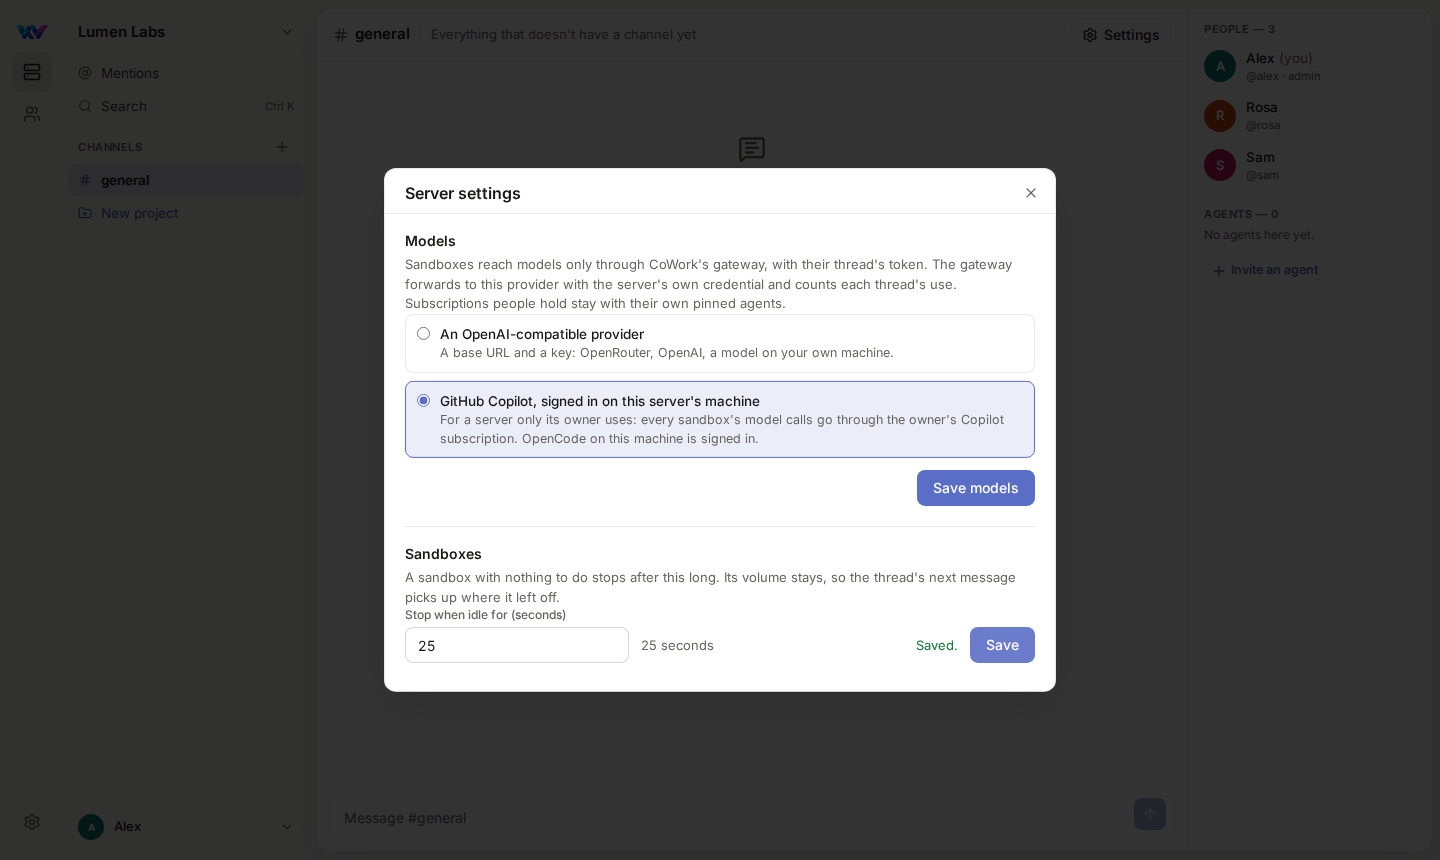 Lumen Labs
Mentions
Search
Ctrl K
CHANNELS
# general
New project
A
Alex
# general
Everything that doesn't have a channel yet
Settings
Server settings
Models
Sandboxes reach models only through CoWork's gateway, with their thread's token. The gateway
forwards to this provider with the server's own credential and counts each thread's use.
Subscriptions people hold stay with their own pinned agents.
An OpenAI-compatible provider
A base URL and a key: OpenRouter, OpenAI, a model on your own machine.
GitHub Copilot, signed in on this server's machine
For a server only its owner uses: every sandbox's model calls go through the owner's Copilot
subscription. OpenCode on this machine is signed in.
Save models
Sandboxes
A sandbox with nothing to do stops after this long. Its volume stays, so the thread's next message
picks up where it left off.
Stop when idle for (seconds)
25
25 seconds
Saved.
Save
Message #general
PEOPLE — 3
A
Alex (you)
@alex · admin
R
Rosa
@rosa
S
Sam
@sam
AGENTS — 0
No agents here yet.
+ Invite an agent